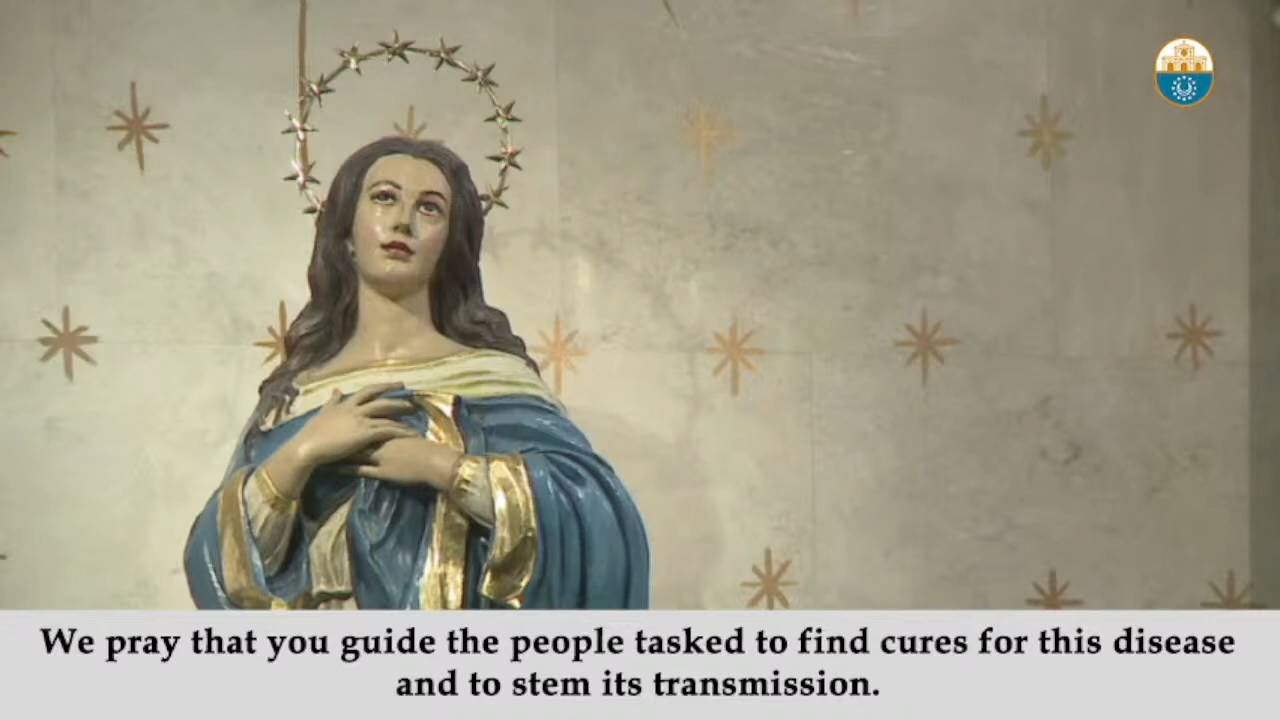 We pray that you guide the people tasked to find cures for this disease
and to stem its transmission.